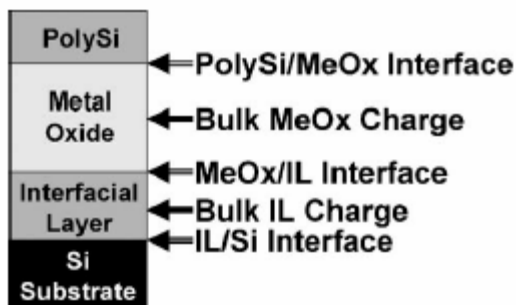 PolySi
PolySi/MeOx Interface
Metal
Oxide
Bulk MeOx Charge
MeOx/IL Interface
Interfacial
Layer
Bulk IL Charge
IL/Si Interface
Si
Substrate